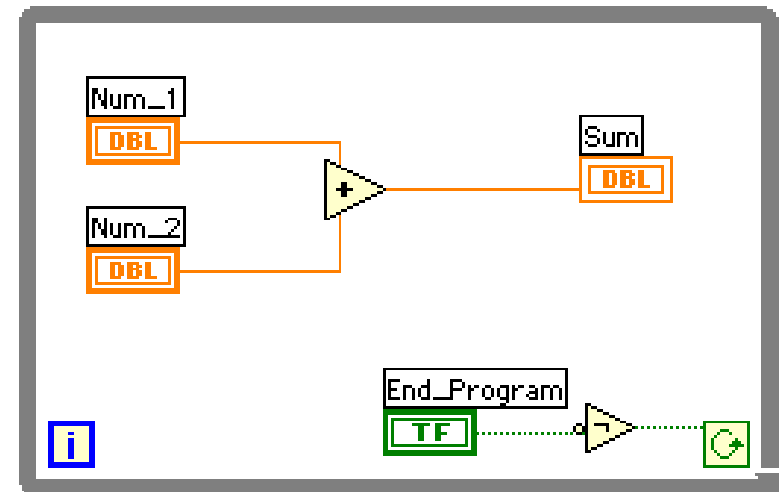 Num_1
DBL
+
Sum
DBL
Num_2
DBL
End_Program
TF
¬
i